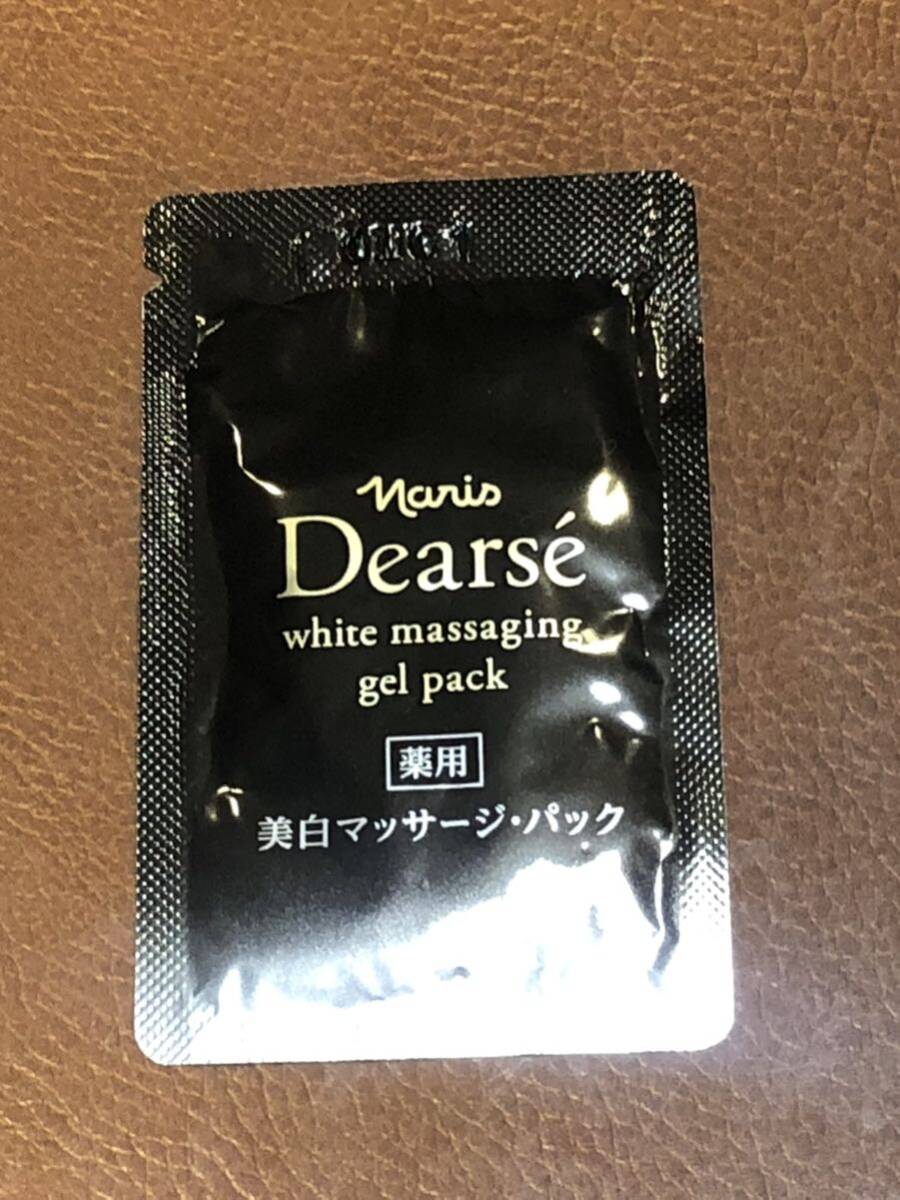 Naris
Dearsé
white massaging
gel pack
薬用
美白マッサージ・パック